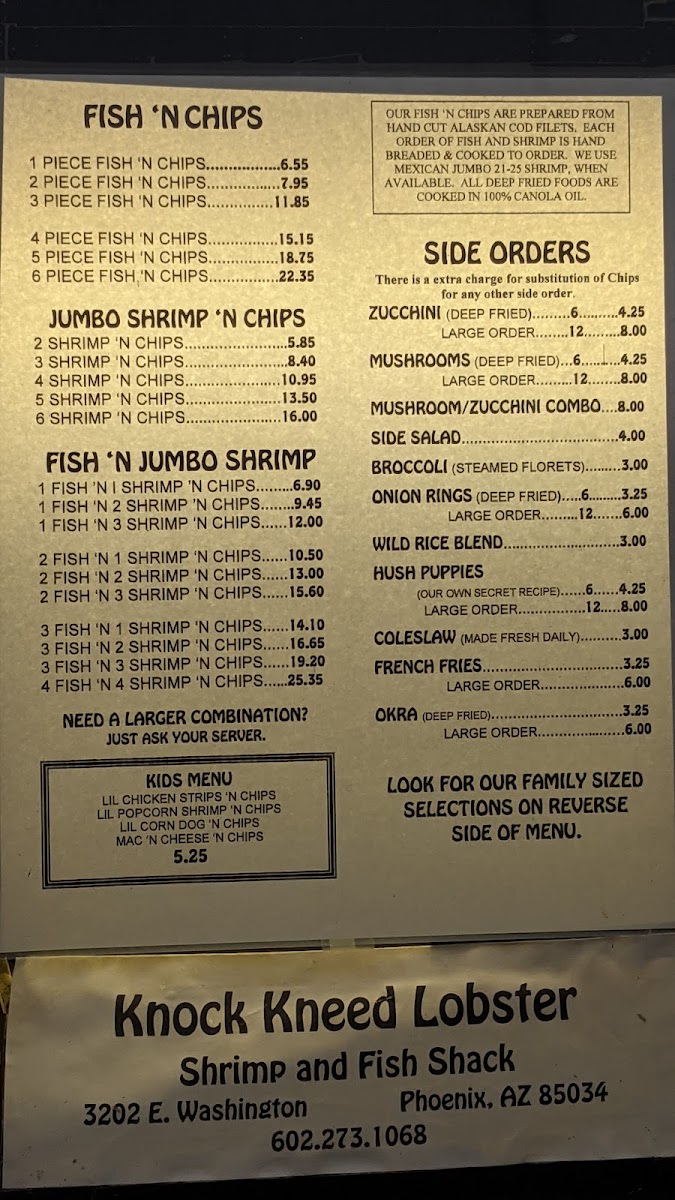 FISH 'N CHIPS
1 PIECE FISH 'N CHIPS.................6.55
2 PIECE FISH 'N CHIPS.................7.95
3 PIECE FISH 'N CHIPS...............11.85
4 PIECE FISH 'N CHIPS................15.15
5 PIECE FISH 'N CHIPS................18.75
6 PIECE FISH 'N CHIPS................22.35
JUMBO SHRIMP 'N CHIPS
2 SHRIMP 'N CHIPS.......................5.85
3 SHRIMP 'N CHIPS.......................8.40
4 SHRIMP 'N CHIPS......................10.95
5 SHRIMP 'N CHIPS......................13.50
6 SHRIMP 'N CHIPS......................16.00
FISH 'N JUMBO SHRIMP
1 FISH 'N I SHRIMP 'N CHIPS.........6.90
1 FISH 'N 2 SHRIMP 'N CHIPS........9.45
1 FISH 'N 3 SHRIMP 'N CHIPS......12.00
2 FISH 'N 1 SHRIMP 'N CHIPS......10.50
2 FISH 'N 2 SHRIMP 'N CHIPS......13.00
2 FISH 'N 3 SHRIMP 'N CHIPS......15.60
3 FISH 'N 1 SHRIMP 'N CHIPS......14.10
3 FISH 'N 2 SHRIMP 'N CHIPS......16.65
3 FISH 'N 3 SHRIMP 'N CHIPS......19.20
4 FISH 'N 4 SHRIMP 'N CHIPS......25.35
NEED A LARGER COMBINATION?
JUST ASK YOUR SERVER.
KIDS MENU
LIL CHICKEN STRIPS 'N CHIPS
LIL POPCORN SHRIMP 'N CHIPS
LIL CORN DOG 'N CHIPS
MAC 'N CHEESE 'N CHIPS
5.25
OUR FISH 'N CHIPS ARE PREPARED FROM
HAND CUT ALASKAN COD FILETS. EACH
ORDER OF FISH AND SHRIMP IS HAND
BREADED & COOKED TO ORDER. WE USE
MEXICAN JUMBO 21-25 SHRIMP, WHEN
AVAILABLE. ALL DEEP FRIED FOODS ARE
COOKED IN 100% CANOLA OIL.
SIDE ORDERS
There is a extra charge for substitution of Chips
for any other side order.
ZUCCHINI (DEEP FRIED)........6..........4.25
LARGE ORDER........12........8.00
MUSHROOMS (DEEP FRIED)...6.........4.25
LARGE ORDER.........12........8.00
MUSHROOM/ZUCCHINI COMBO....8.00
SIDE SALAD.....................................4.00
BROCCOLI (STEAMED FLORETS).........3.00
ONION RINGS (DEEP FRIED).....6.........3.25
LARGE ORDER.........12.......6.00
WILD RICE BLEND............................3.00
HUSH PUPPIES
(OUR OWN SECRET RECIPE)......6......4.25
LARGE ORDER................12.....8.00
COLESLAW (MADE FRESH DAILY)..........3.00
FRENCH FRIES.................................3.25
LARGE ORDER....................6.00
OKRA (DEEP FRIED)................................3.25
LARGE ORDER.....................6.00
LOOK FOR OUR FAMILY SIZED
SELECTIONS ON REVERSE
SIDE OF MENU.
Knock Kneed Lobster
Shrimp and Fish Shack
3202 E. Washington Phoenix, AZ 85034
602.273.1068